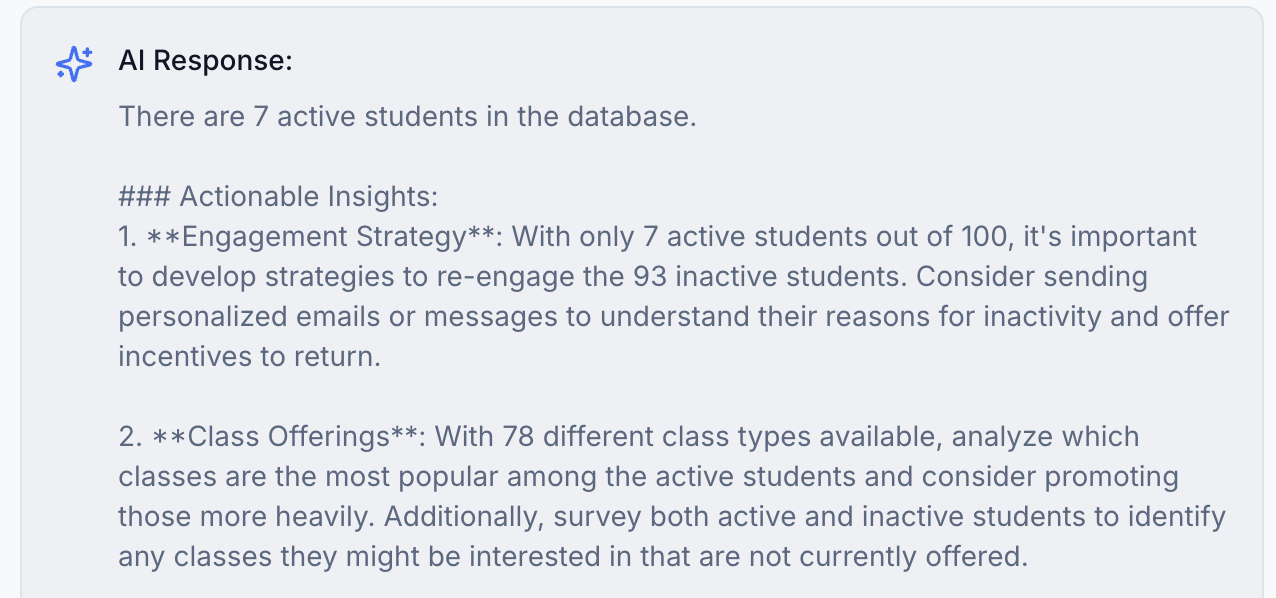 AI Response:
There are 7 active students in the database.
### Actionable Insights:
1. **Engagement Strategy**: With only 7 active students out of 100, it's important
to develop strategies to re-engage the 93 inactive students. Consider sending
personalized emails or messages to understand their reasons for inactivity and offer
incentives to return.
2. **Class Offerings**: With 78 different class types available, analyze which
classes are the most popular among the active students and consider promoting
those more heavily. Additionally, survey both active and inactive students to identify
any classes they might be interested in that are not currently offered.